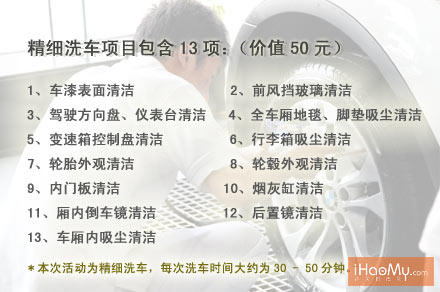 精细洗车项目包含 13 项：（价值 50 元）
1、车漆表面清洁
2、前风挡玻璃清洁
3、驾驶方向盘、仪表台清洁
4、全车厢地毯、脚垫吸尘清洁
5、变速箱控制盘清洁
6、行李箱吸尘清洁
7、轮胎外观清洁
8、轮毂外观清洁
9、内门板清洁
10、烟灰缸清洁
11、厢内倒车镜清洁
12、后置镜清洁
13、车厢内吸尘清洁
*本次活动为精细洗车，每次洗车时间大约为 30 - 50 分钟。
iHaoMy.com